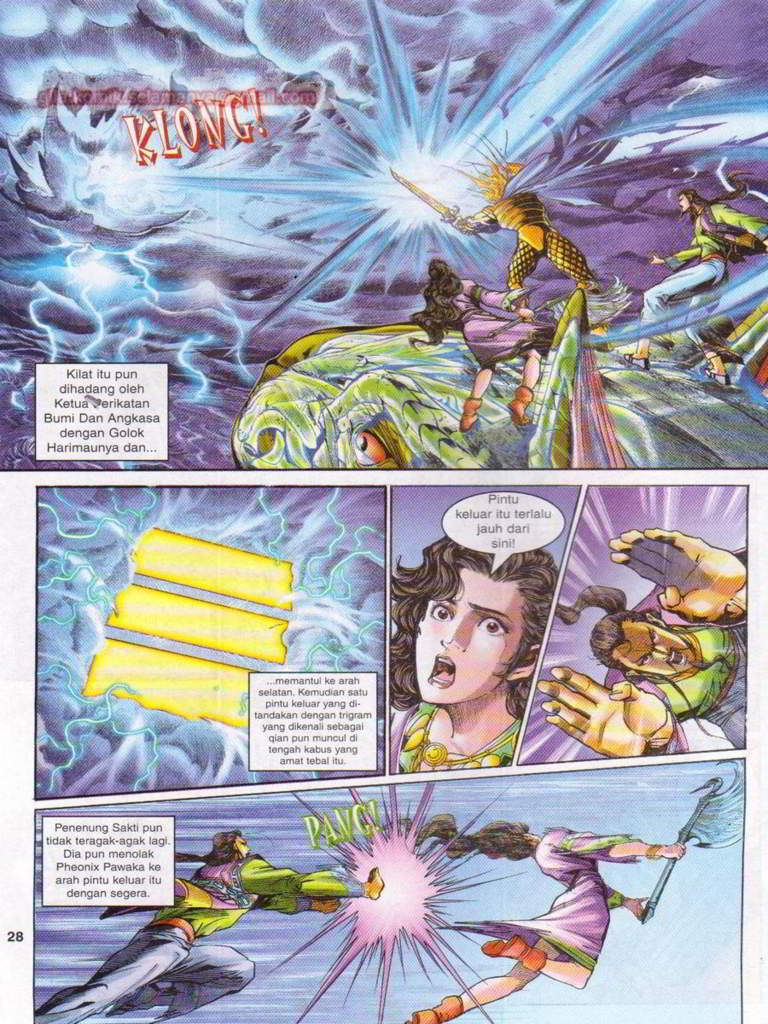 KLONG!
Kilat itu pun
dihadang oleh
Ketua Perikatan
Bumi Dan Angkasa
dengan Golok
Harimaunya dan...
...memantul ke arah
selatan. Kemudian satu
pintu keluar yang di-
tandakan dengan trigram
yang dikenali sebagai
qian pun muncul di
tengah kabus yang
amat tebal itu.
Pintu
keluar itu terlalu
jauh dari
sini!
Penenung Sakti pun
tidak teragak-agak lagi.
Dia pun menolak
Pheonix Pawaka ke
arah pintu keluar itu
dengan segera.
PANG!
28